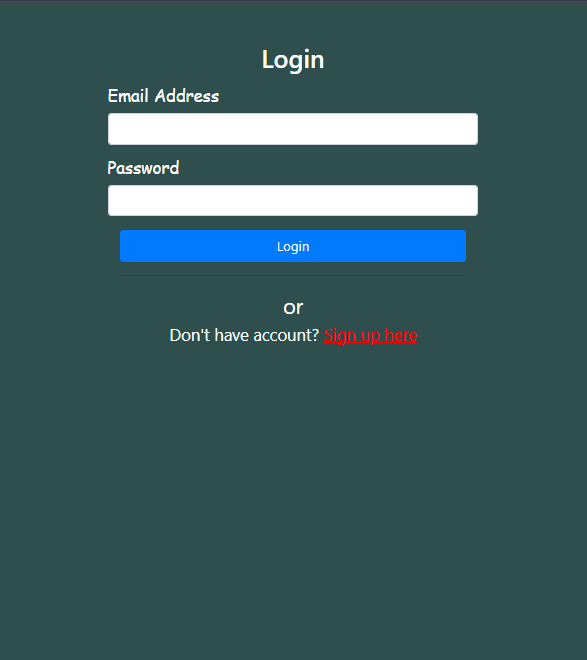 Login
Email Address
Password
Login
or
Don't have account? Sign up here